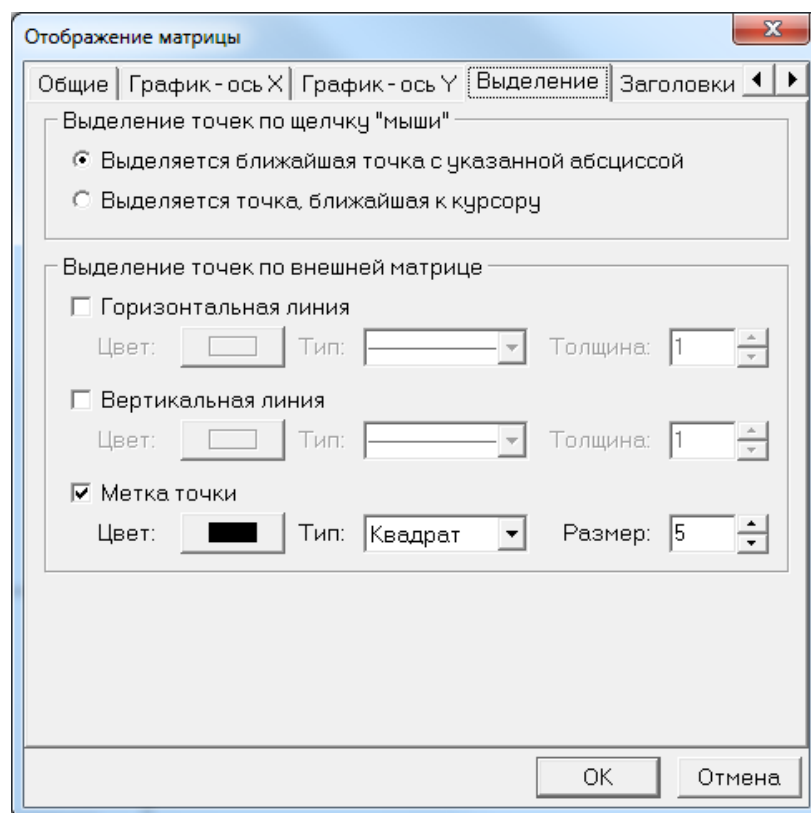 Отображение матрицы
Общие График - ось X График - ось Y Выделение Заголовки
Выделение точек по щелчку "мыши"
Выделяется ближайшая точка с указанной абсциссой
Выделяется точка, ближайшая к курсору
Выделение точек по внешней матрице
Горизонтальная линия
Цвет: Тип: Толщина: 1
Вертикальная линия
Цвет: Тип: Толщина: 1
Метка точки
Цвет: Тип: Квадрат Размер: 5
OK Отмена